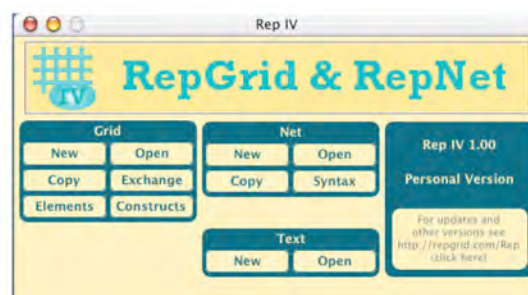 Rep IV
IV
RepGrid & RepNet
Grid
New Open
Copy Exchange
Elements Constructs
Net
New Open
Copy Syntax
Text
New Open
Rep IV 1.00
Personal Version
For updates and
other versions see
http://repgrid.com/Rep
(click here)